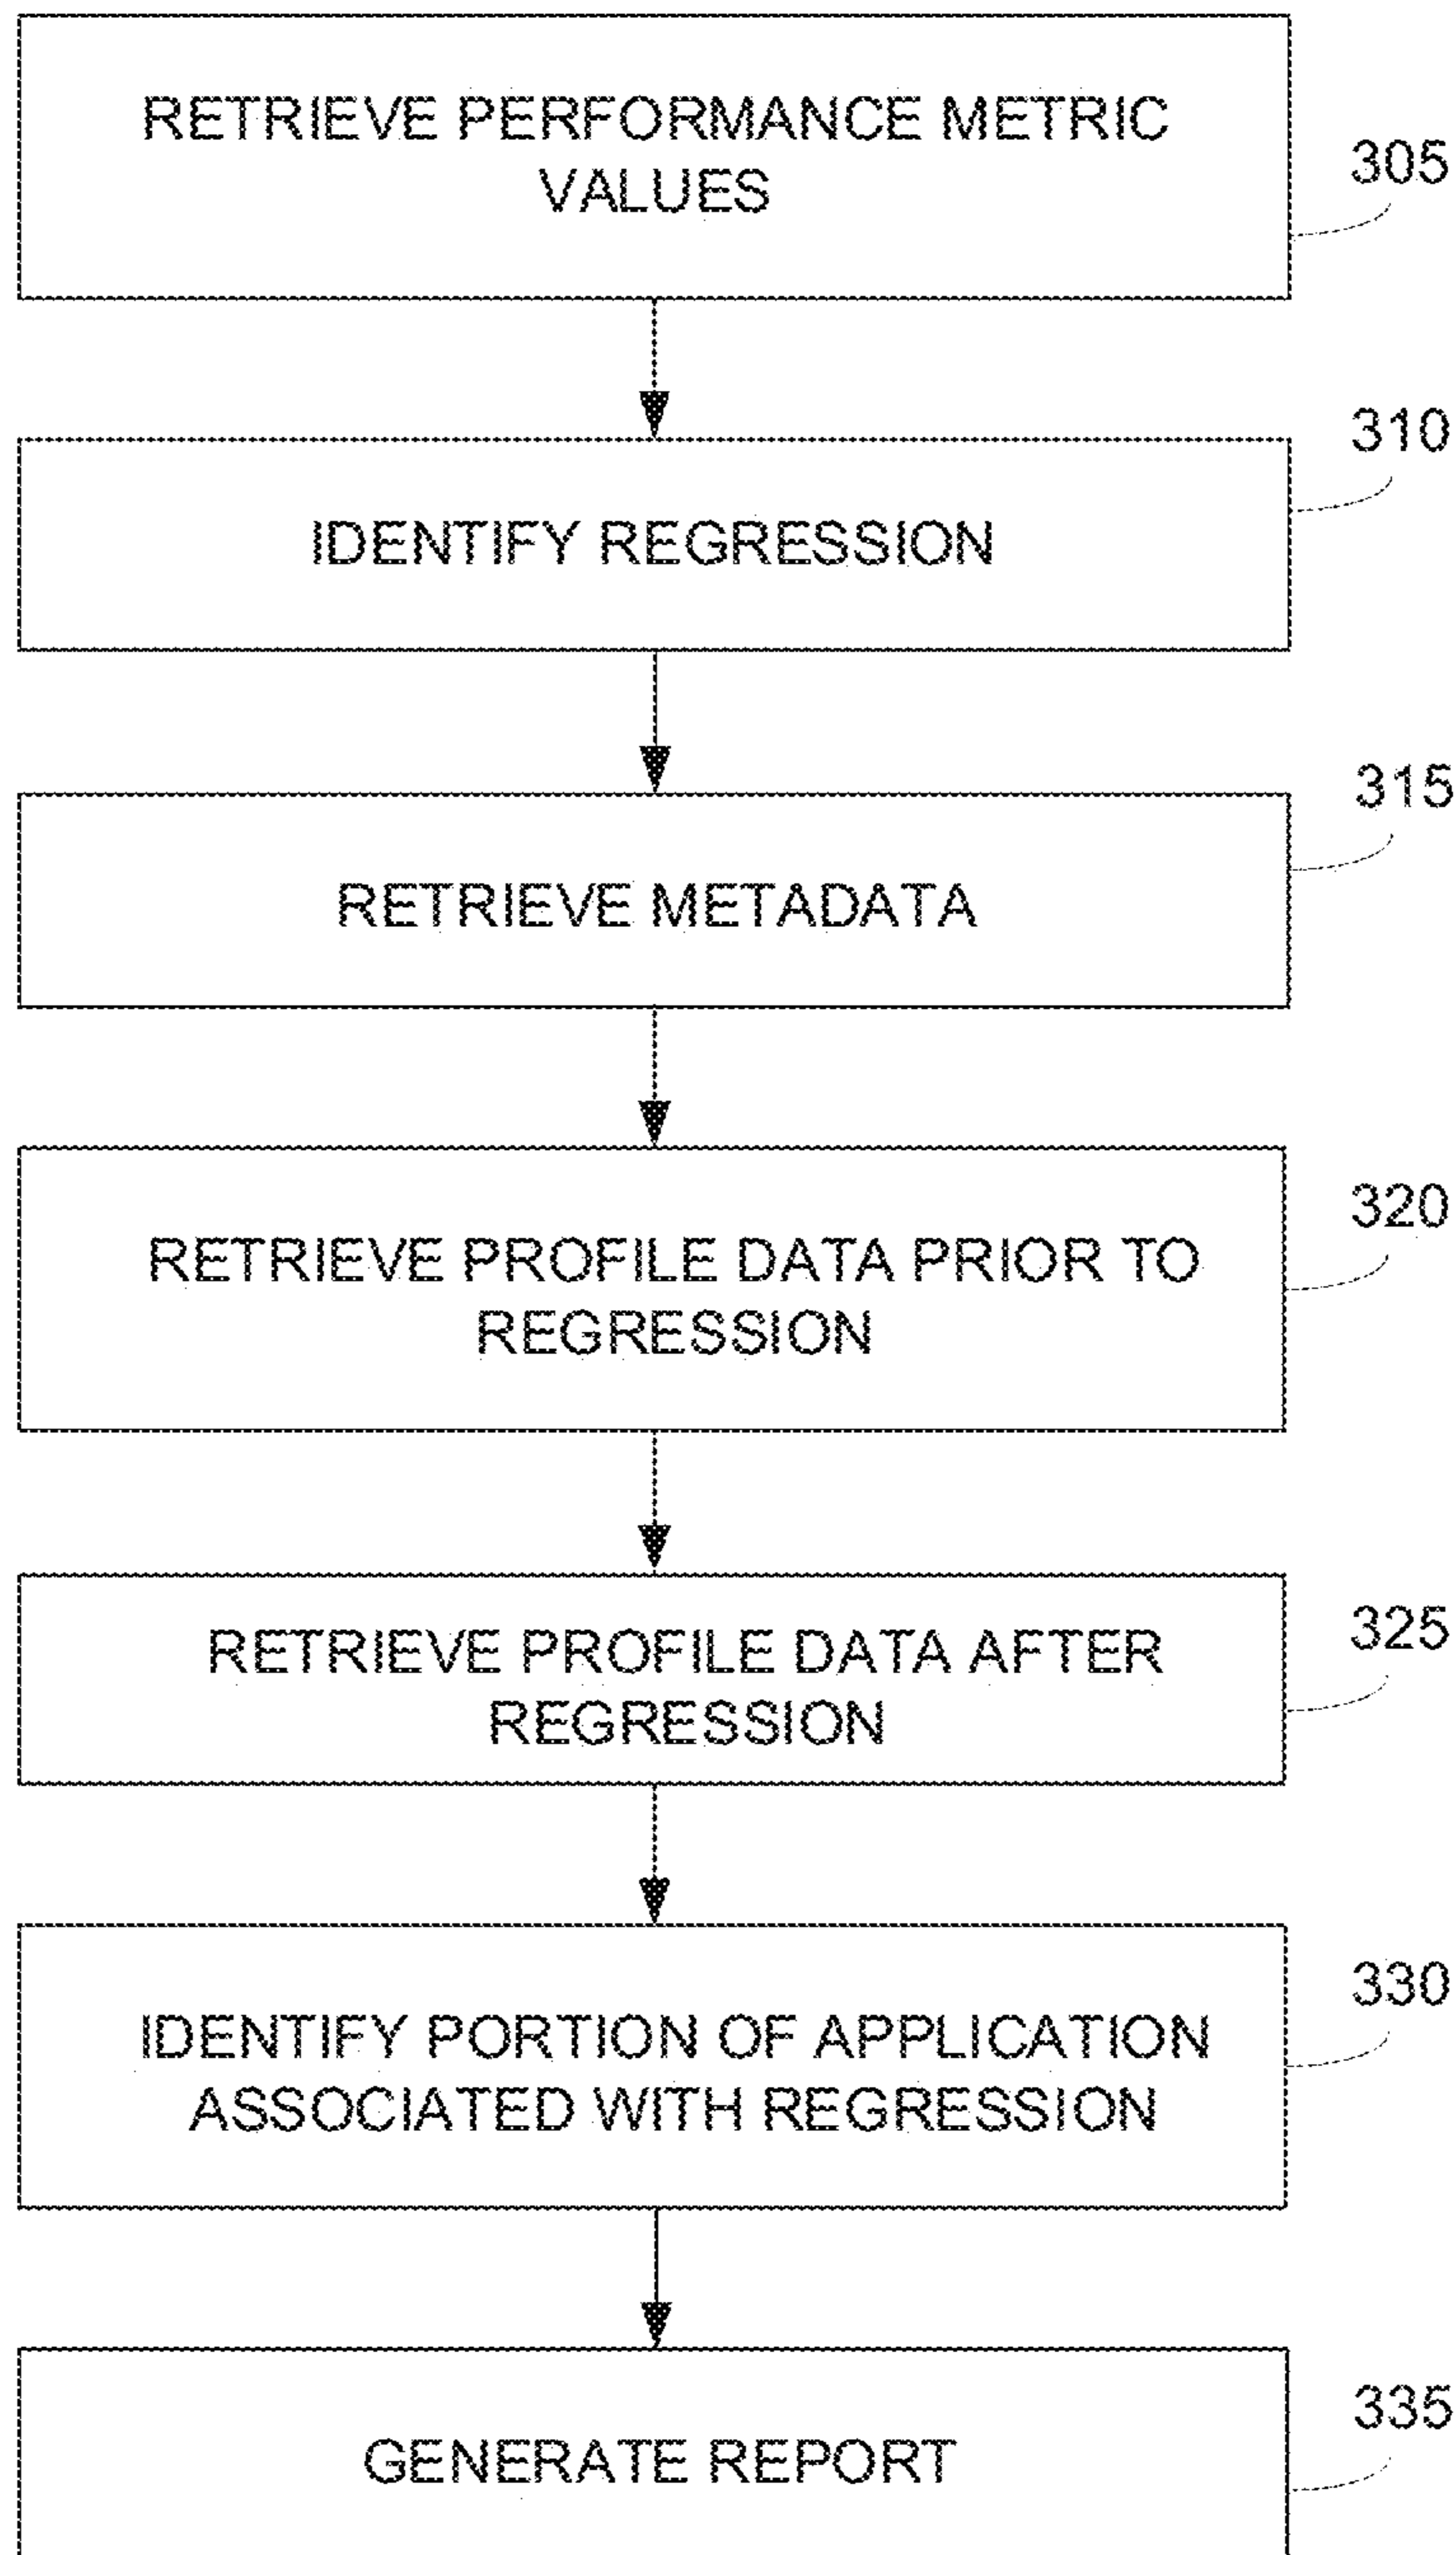 RETRIEVE PERFORMANCE METRIC
VALUES
305
310
IDENTIFY REGRESSION
315
RETRIEVE METADATA
320
RETRIEVE PROFILE DATA PRIOR TO
REGRESSION
325
RETRIEVE PROFILE DATA AFTER
REGRESSION
330
IDENTIFY PORTION OF APPLICATION
ASSOCIATED WITH REGRESSION
335
GENERATE REPORT